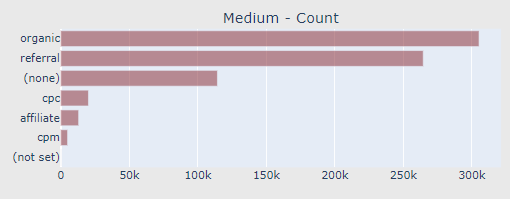 Medium - Count
organic
referral
(none)
cpc
affiliate
cpm
(not set)
0 50k 100k 150k 200k 250k 300k